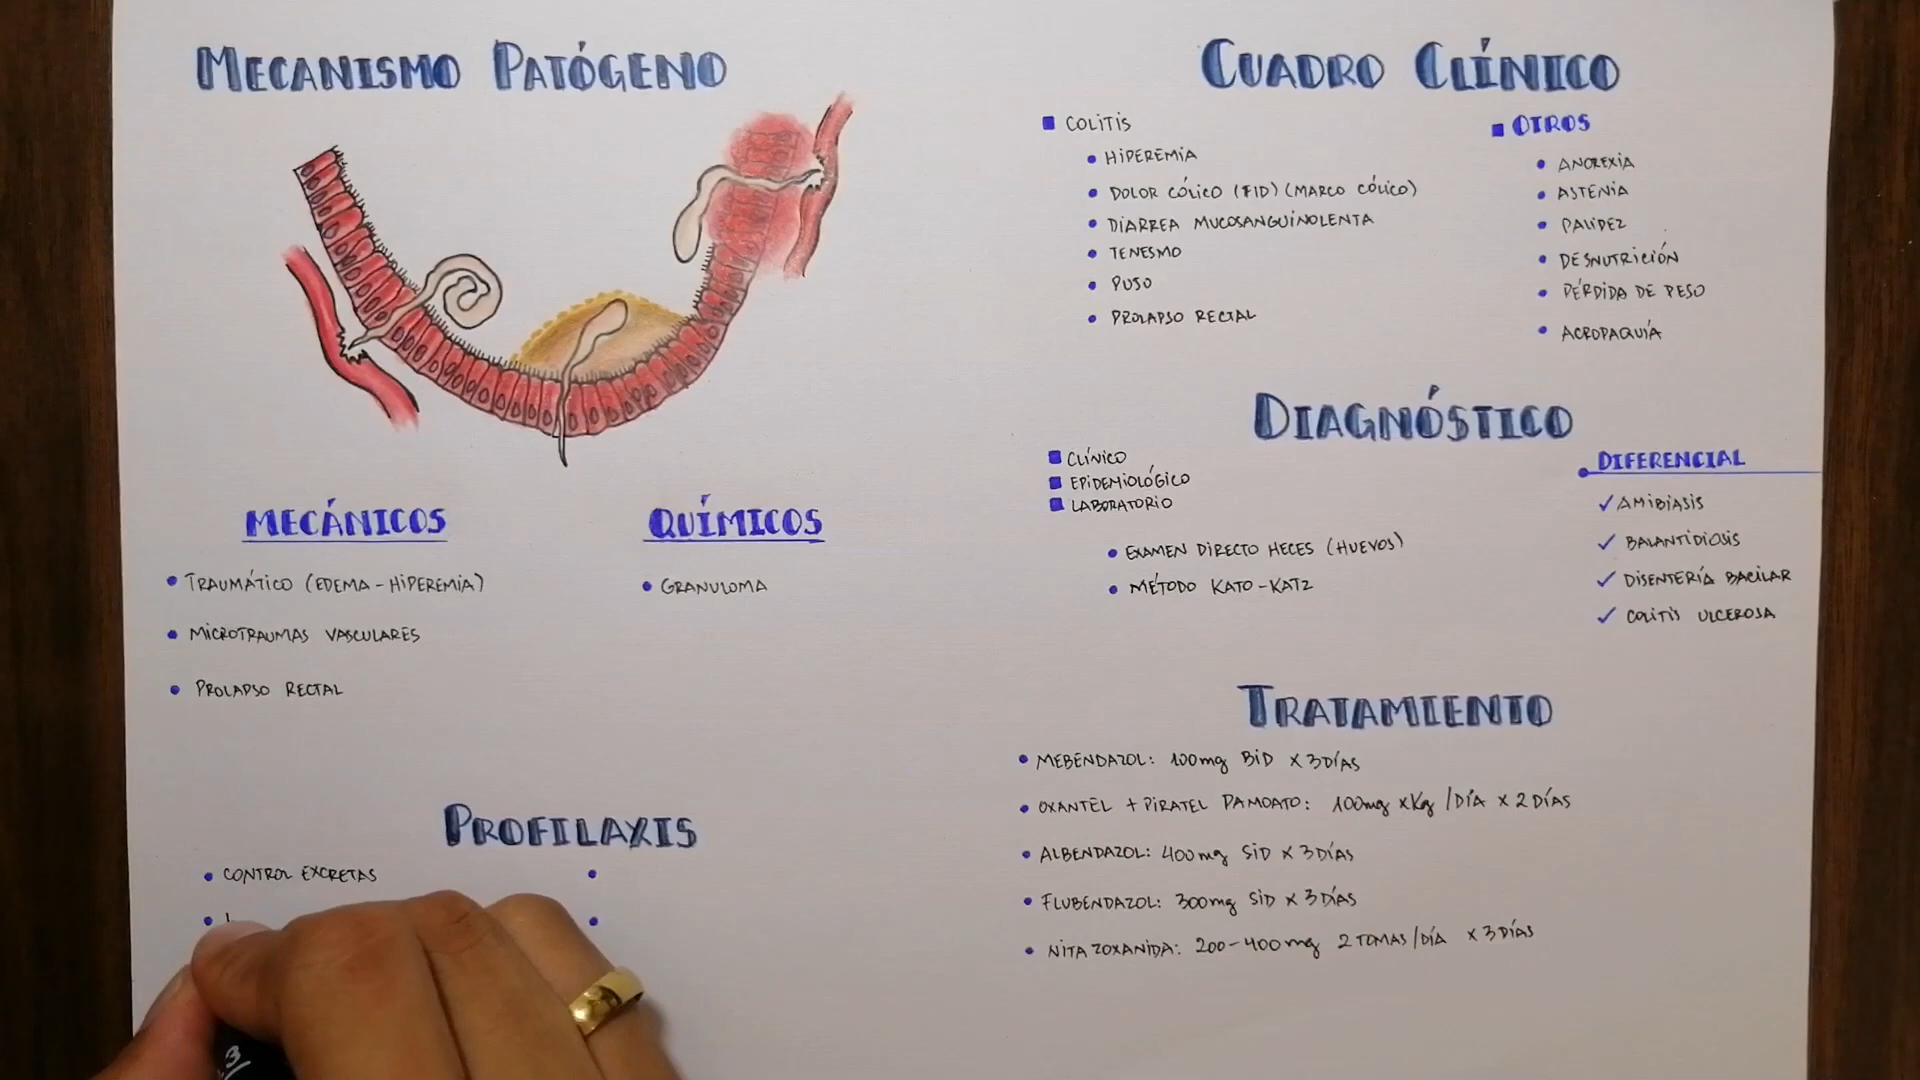 MECANISMO PATÓGENO
MECÁNICOS
• TRAUMÁTICO (EDEMA - HIPEREMIA)
• MICROTRAUMAS VASCULARES
• PROLAPSO RECTAL
QUÍMICOS
• GRANULOMA
PROFILAXIS
• CONTROL EXCRETAS
CUADRO CLÍNICO
COLITIS
• HIPEREMIA
• DOLOR CÓLICO (FID) (MARCO CÓLICO)
• DIARREA MUCOSANGUINOLENTA
• TENESMO
• PUJO
• PROLAPSO RECTAL
OTROS
• ANOREXIA
• ASTENIA
• PALIDEZ
• DESNUTRICIÓN
• PÉRDIDA DE PESO
• ACROPAQUÍA
DIAGNÓSTICO
CLÍNICO
EPIDEMIOLÓGICO
LABORATORIO
• EXAMEN DIRECTO HECES (HUEVOS)
• MÉTODO KATO-KATZ
DIFERENCIAL
✓ AMIBIASIS
✓ BALANTIDIOSIS
✓ DISENTERÍA BACILAR
✓ COLITIS ULCEROSA
TRATAMIENTO
• MEBENDAZOL: 100mg BID X 3 DÍAS
• OXANTEL + PIRATEL PAMOATO: 100mg x Kg /DÍA X 2 DÍAS
• ALBENDAZOL: 400mg SID X 3 DÍAS
• FLUBENDAZOL: 300mg SID X 3 DÍAS
• NITAZOXANIDA: 200-400mg 2 TOMAS/DÍA X 3 DÍAS